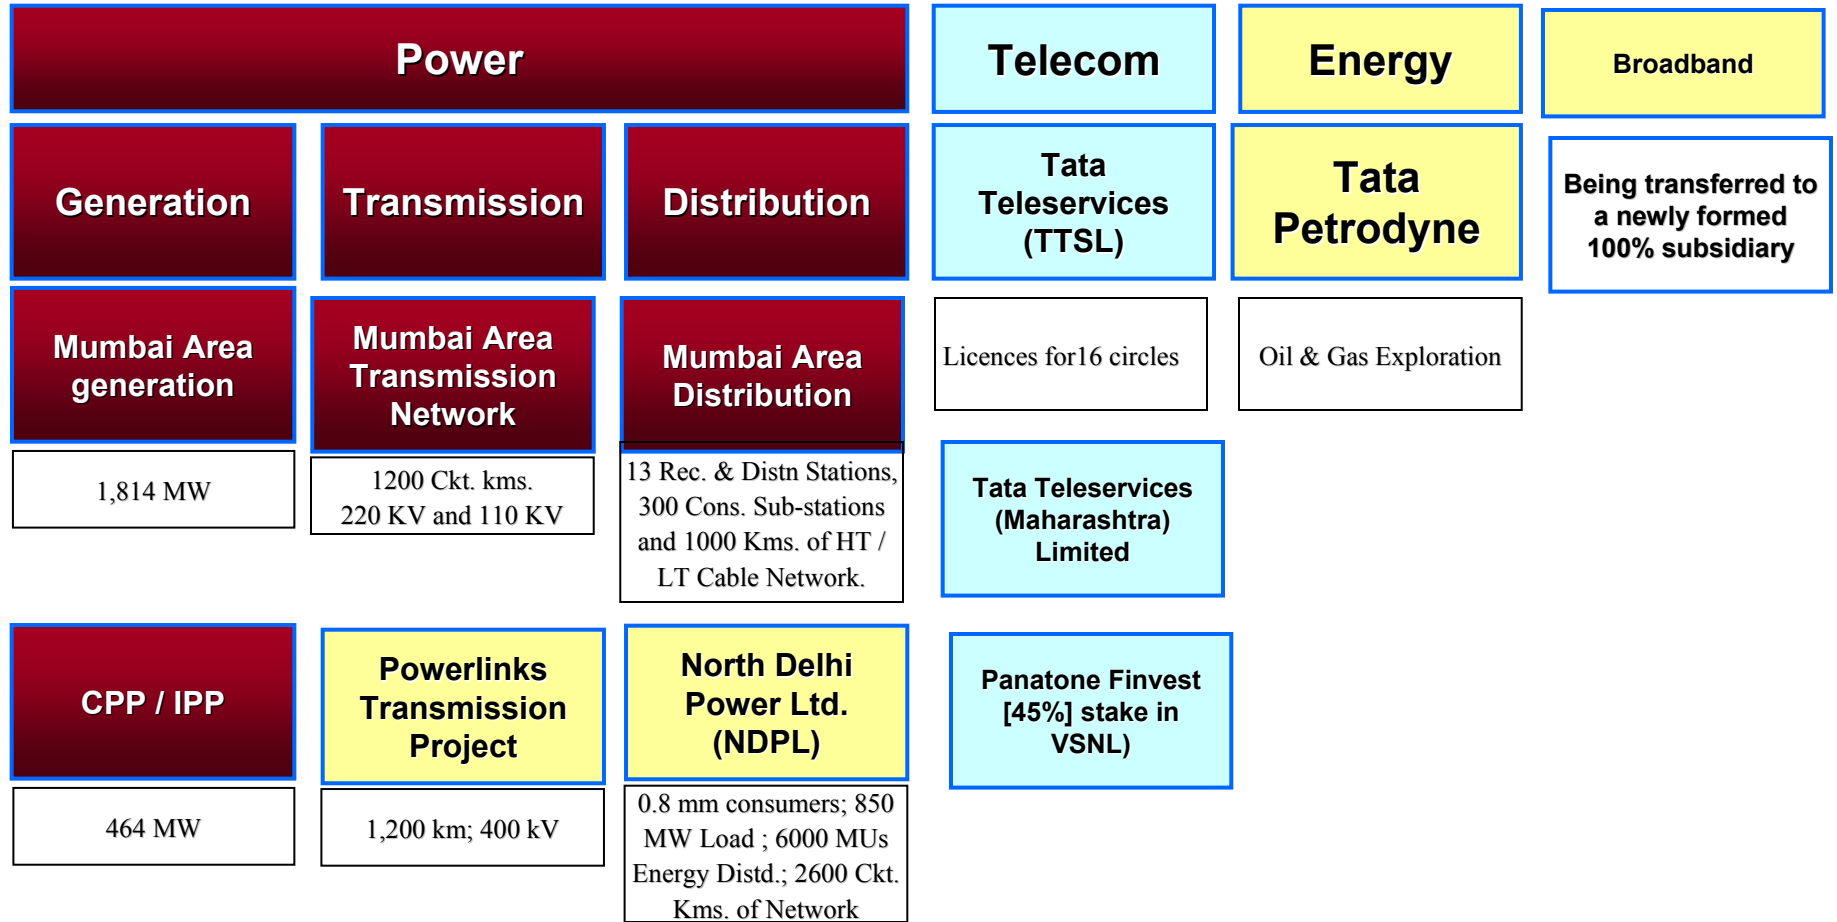 Power
Telecom
Energy
Broadband
Generation
Transmission
Distribution
Tata
Teleservices
(TTSL)
Tata
Petrodyne
Being transferred to
a newly formed
100% subsidiary
Mumbai Area
generation
Mumbai Area
Transmission
Network
Mumbai Area
Distribution
Licences for16 circles
Oil & Gas Exploration
1,814 MW
1200 Ckt. kms.
220 KV and 110 KV
13 Rec. & Distn Stations,
300 Cons. Sub-stations
and 1000 Kms. of HT /
LT Cable Network.
Tata Teleservices
(Maharashtra)
Limited
CPP / IPP
Powerlinks
Transmission
Project
North Delhi
Power Ltd.
(NDPL)
Panatone Finvest
[45%] stake in
VSNL)
464 MW
1,200 km; 400 kV
0.8 mm consumers; 850
MW Load ; 6000 MUs
Energy Distd.; 2600 Ckt.
Kms. of Network